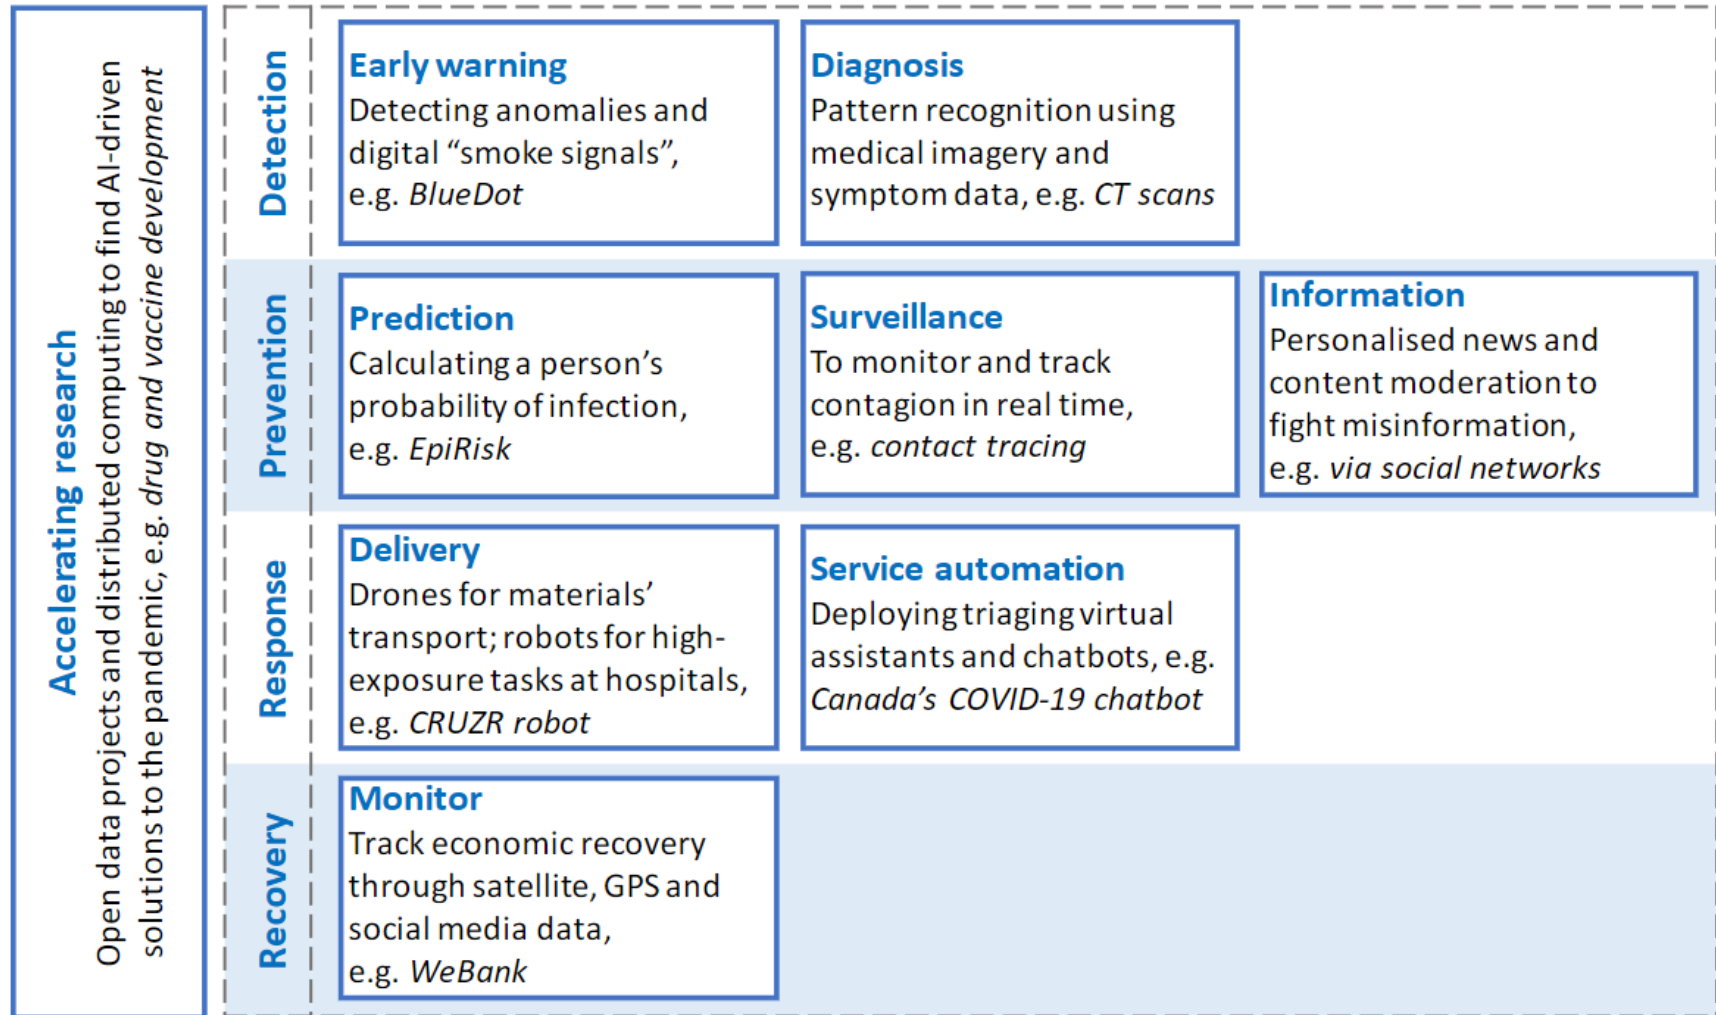 Accelerating research
Open data projects and distributed computing to find AI-driven
solutions to the pandemic, e.g. drug and vaccine development
Detection
Early warning
Detecting anomalies and
digital “smoke signals”,
e.g. BlueDot
Diagnosis
Pattern recognition using
medical imagery and
symptom data, e.g. CT scans
Prevention
Prediction
Calculating a person’s
probability of infection,
e.g. EpiRisk
Surveillance
To monitor and track
contagion in real time,
e.g. contact tracing
Information
Personalised news and
content moderation to
fight misinformation,
e.g. via social networks
Response
Delivery
Drones for materials’
transport; robots for high-
exposure tasks at hospitals,
e.g. CRUZR robot
Service automation
Deploying triaging virtual
assistants and chatbots, e.g.
Canada’s COVID-19 chatbot
Recovery
Monitor
Track economic recovery
through satellite, GPS and
social media data,
e.g. WeBank